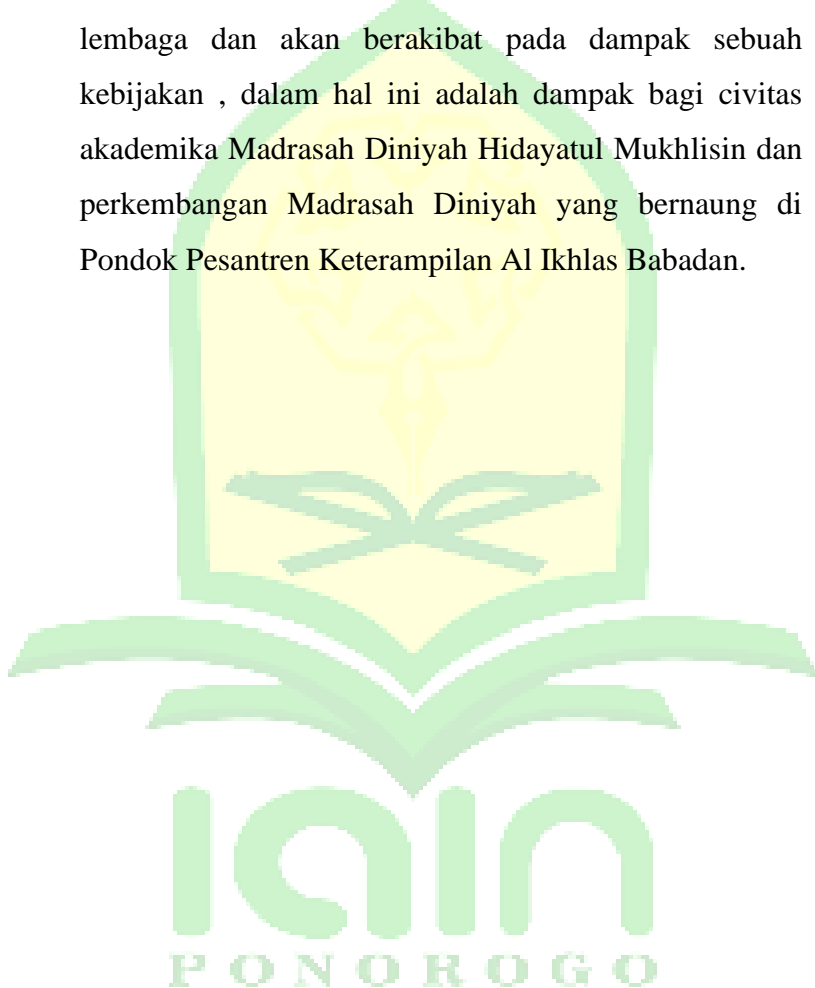 lembaga dan akan berakibat pada dampak sebuah
kebijakan , dalam hal ini adalah dampak bagi civitas
akademika Madrasah Diniyah Hidayatul Mukhlisin dan
perkembangan Madrasah Diniyah yang bernaung di
Pondok Pesantren Keterampilan Al Ikhlas Babadan.
iain
PONOROGO